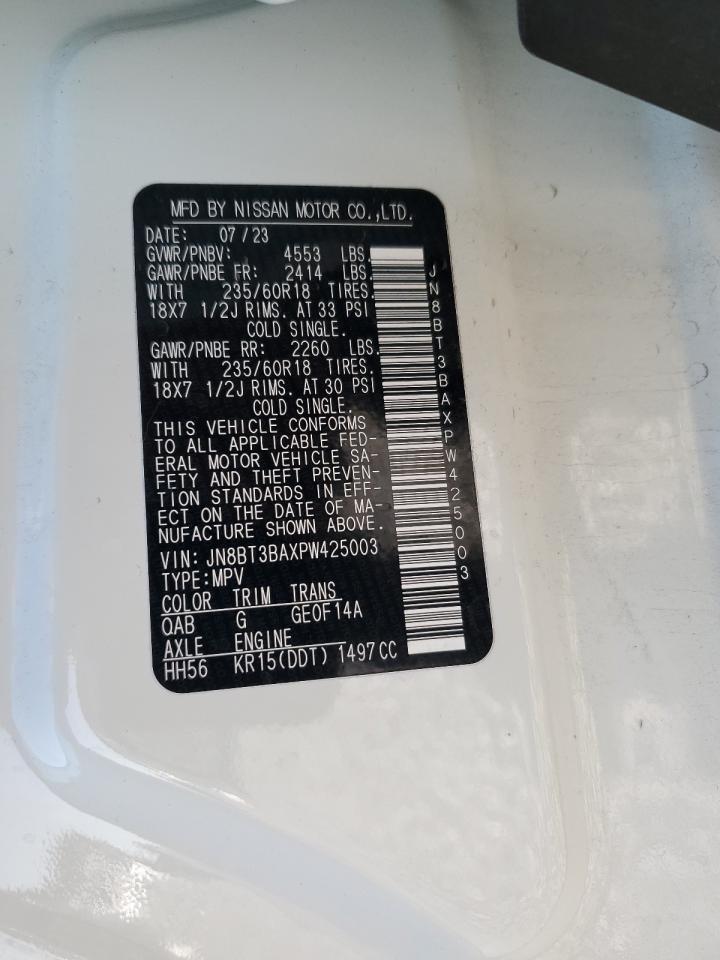 MFD BY NISSAN MOTOR CO.,LTD.
DATE: 07/23
GVWR/PNBV: 4553 LBS.
GAWR/PNBE FR: 2414 LBS.
WITH 235/60R18 TIRES.
18X7 1/2J RIMS. AT 33 PSI
COLD SINGLE.
GAWR/PNBE RR: 2260 LBS.
WITH 235/60R18 TIRES.
18X7 1/2J RIMS. AT 30 PSI
COLD SINGLE.
THIS VEHICLE CONFORMS
TO ALL APPLICABLE FED-
ERAL MOTOR VEHICLE SA-
FETY AND THEFT PREVEN-
TION STANDARDS IN EFF-
ECT ON THE DATE OF MA-
NUFACTURE SHOWN ABOVE.
VIN: JN8BT3BAXPW425003
TYPE:MPV
COLOR TRIM TRANS
QAB G GE0F14A
AXLE ENGINE
HH56 KR15(DDT) 1497CC
JN8BT3BAXPW425003